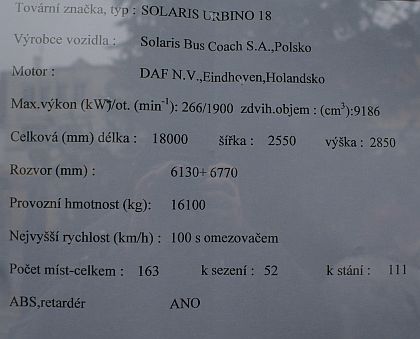 Tovární značka, typ : SOLARIS URBINO 18
Výrobce vozidla : Solaris Bus Coach S.A.,Polsko
Motor : DAF N.V.,Eindhoven,Holandsko
Max.výkon (kW)/ot. (min⁻¹): 266/1900 zdvih.objem : (cm³):9186
Celková (mm) délka : 18000 šířka : 2550 výška : 2850
Rozvor (mm) : 6130+ 6770
Provozní hmotnost (kg): 16100
Nejvyšší rychlost (km/h) : 100 s omezovačem
Počet míst-celkem : 163 k sezení : 52 k stání : 111
ABS,retardér ANO